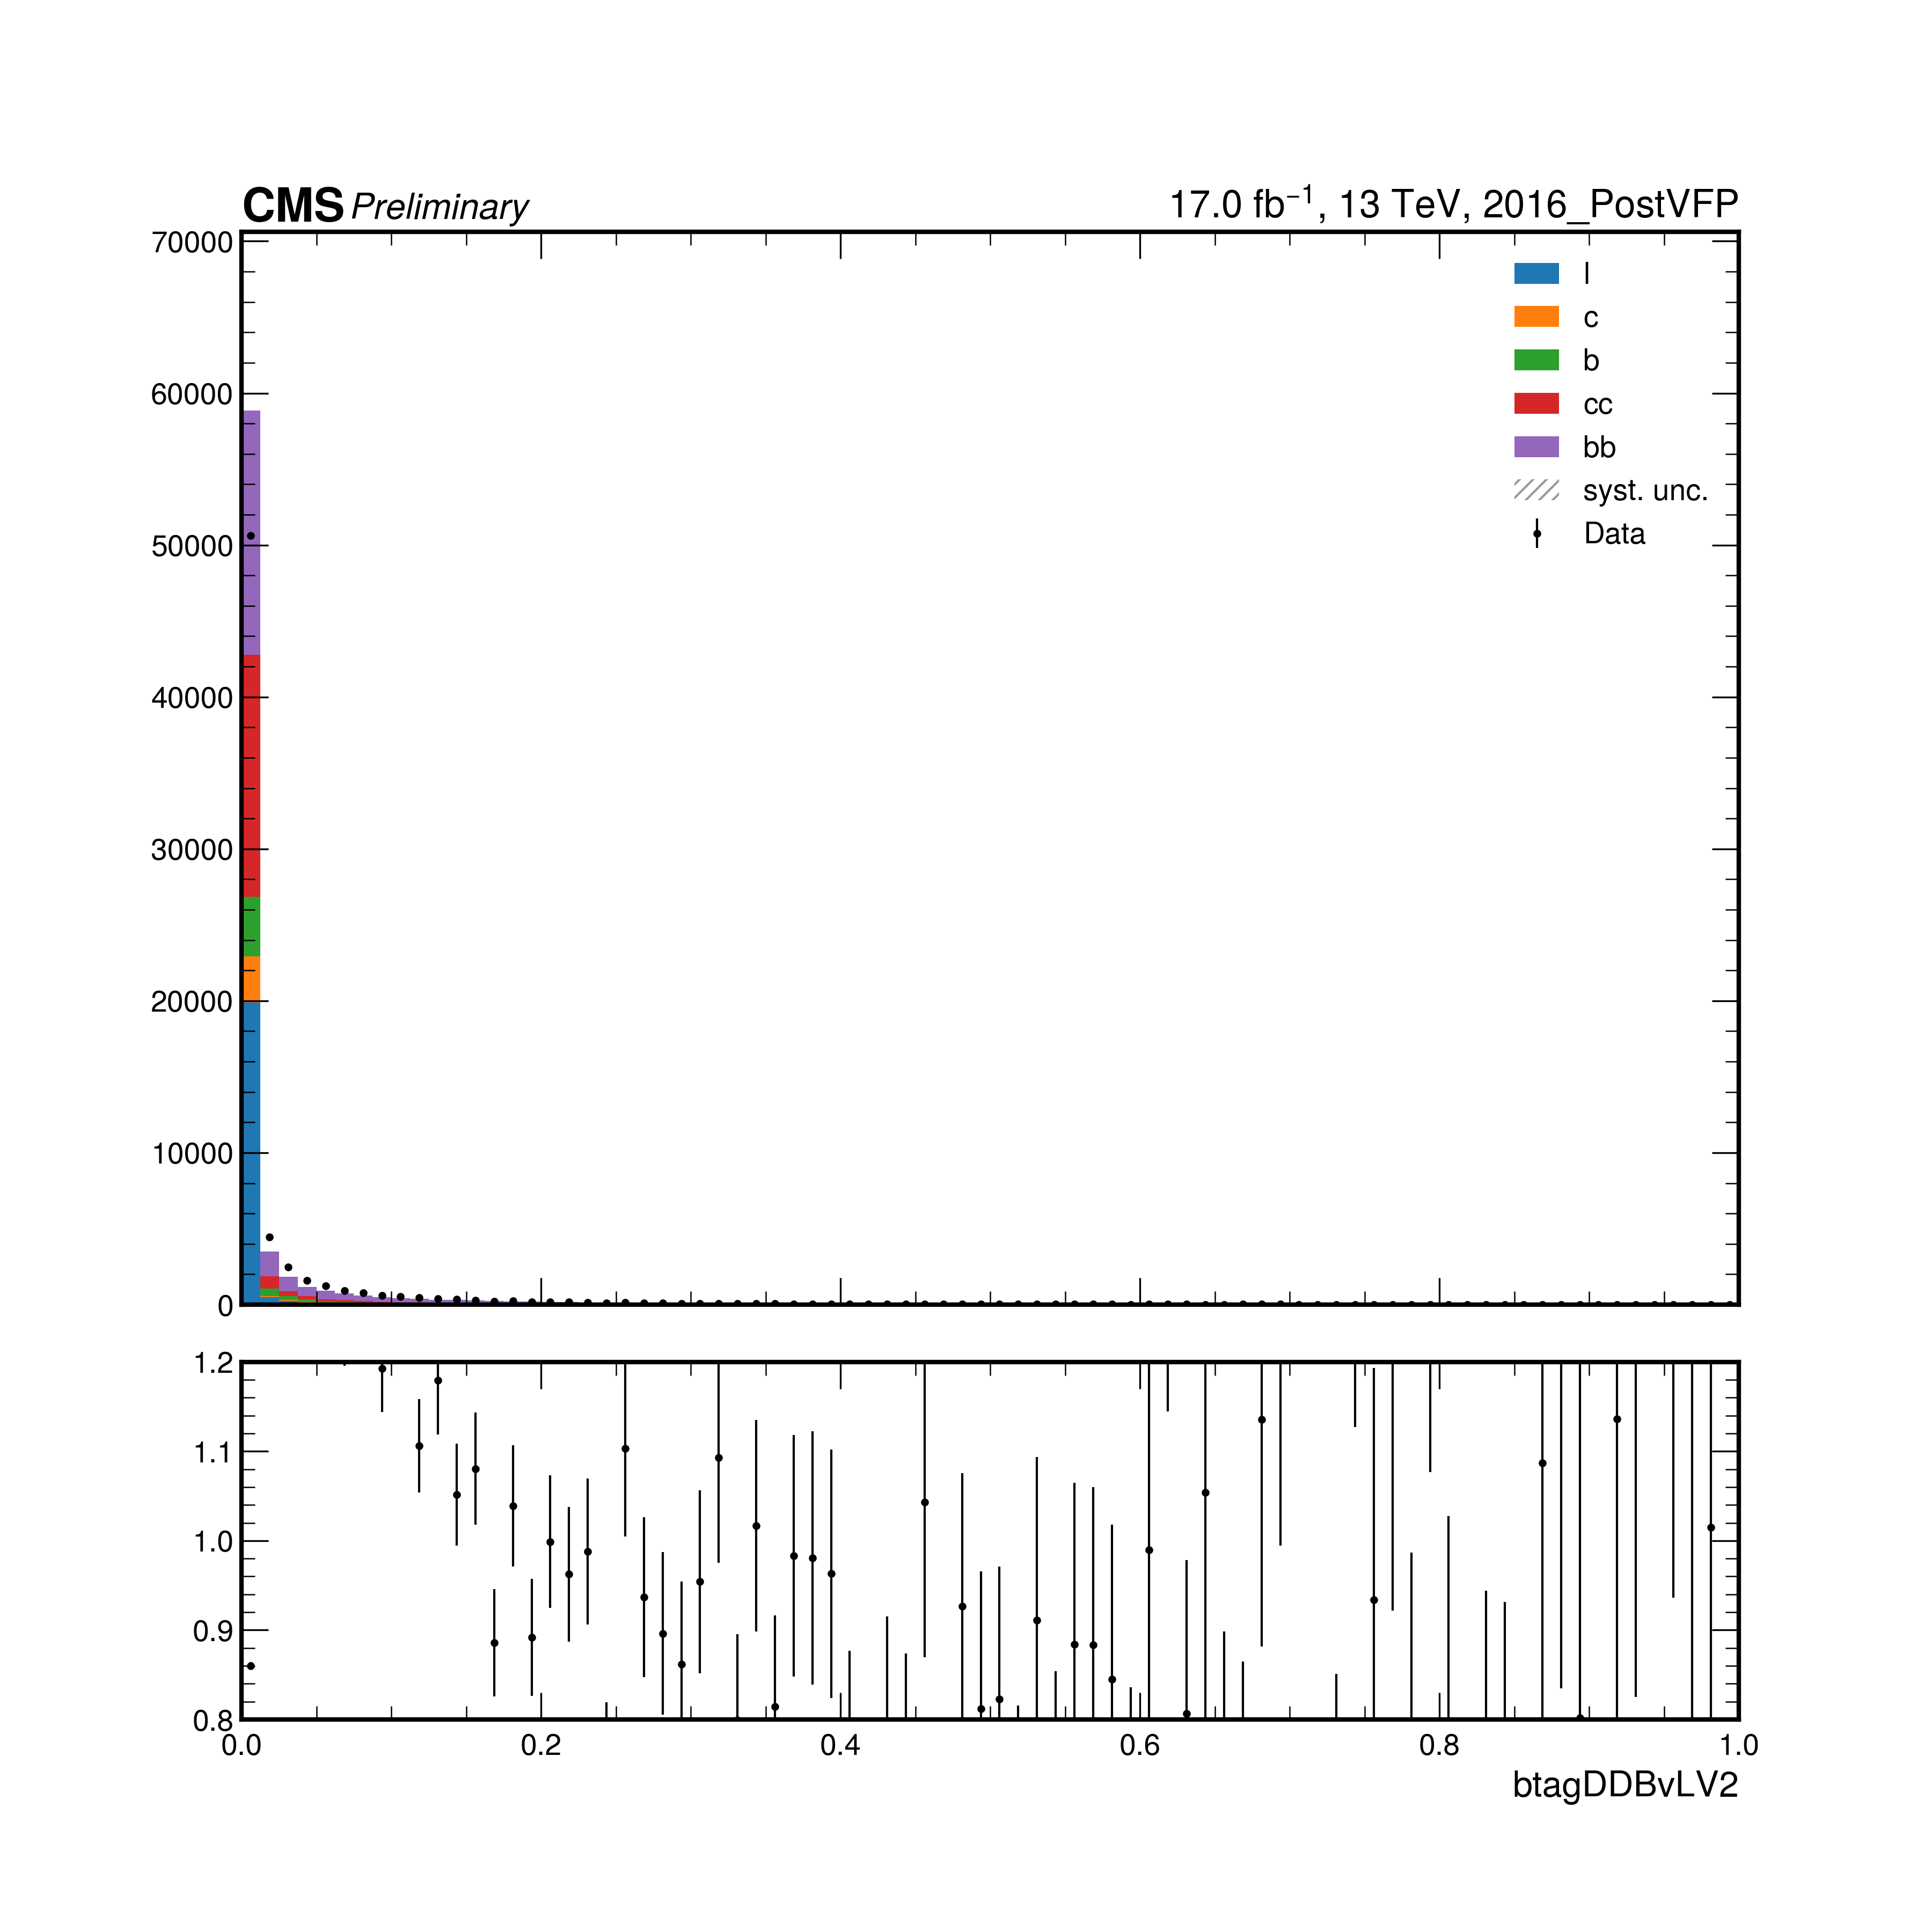 CMS Preliminary
17.0 fb⁻¹, 13 TeV, 2016_PostVFP
70000
60000
50000
40000
30000
20000
10000
0
l
c
b
cc
bb
syst. unc.
Data
1.2
1.1
1.0
0.9
0.8
0.0 0.2 0.4 0.6 0.8 1.0
btagDDBvLV2